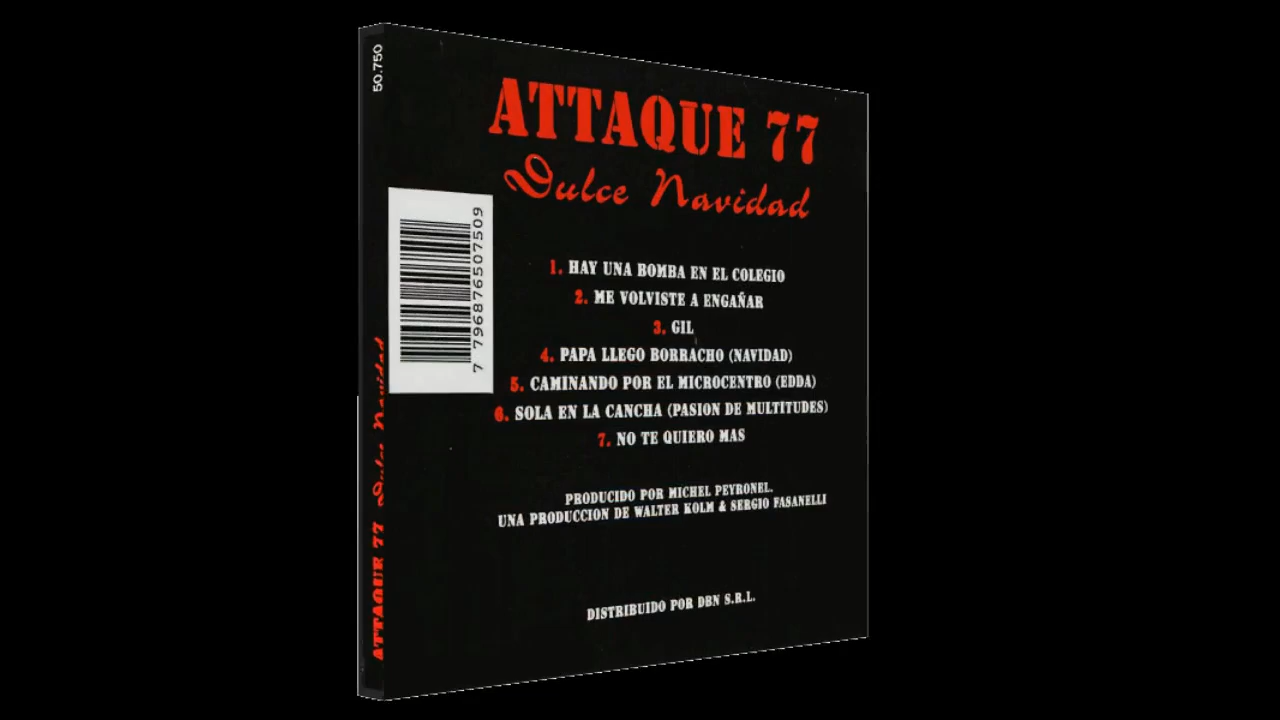 50.750
ATTAQUE 77
Dulce Navidad
1. HAY UNA BOMBA EN EL COLEGIO
2. ME VOLVISTE A ENGAÑAR
3. GIL
4. PAPA LLEGO BORRACHO (NAVIDAD)
5. CAMINANDO POR EL MICROCENTRO (EDDA)
6. SOLA EN LA CANCHA (PASION DE MULTITUDES)
7. NO TE QUIERO MAS
PRODUCIDO POR MICHEL PEYRONEL.
UNA PRODUCCION DE WALTER KOLM & SERGIO FASANELLI
DISTRIBUIDO POR DBN S.R.L.
7 796876507509
ATTAQUE 77 Dulce Navidad